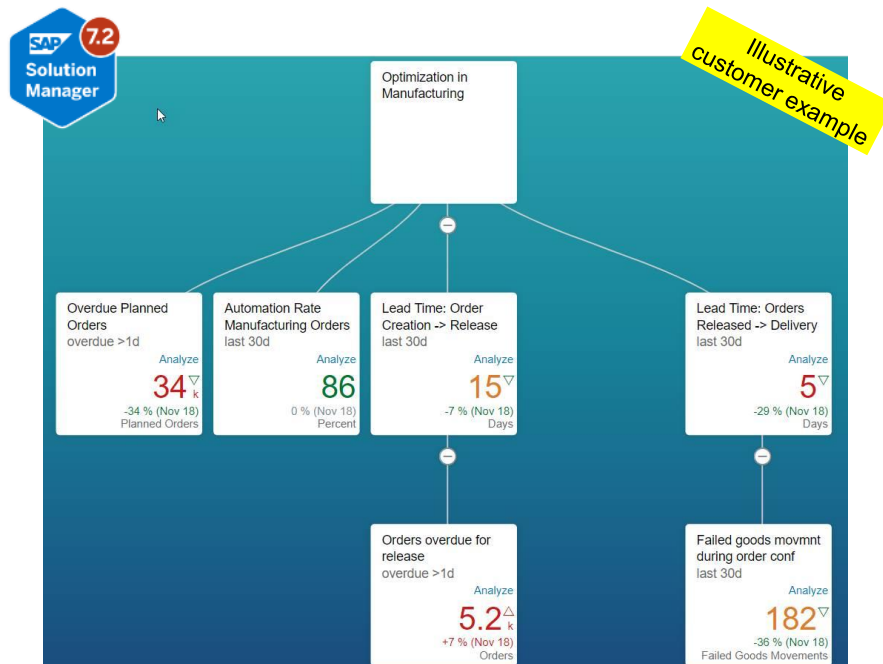 SAP 7.2
Solution
Manager
Illustrative
customer example
Optimization in
Manufacturing
Overdue Planned
Orders
overdue >1d
Analyze
34 k
-34 % (Nov 18)
Planned Orders
Automation Rate
Manufacturing Orders
last 30d
Analyze
86
0 % (Nov 18)
Percent
Lead Time: Order
Creation -> Release
last 30d
Analyze
15
-7 % (Nov 18)
Days
Lead Time: Orders
Released -> Delivery
last 30d
Analyze
5
-29 % (Nov 18)
Days
Orders overdue for
release
overdue >1d
Analyze
5.2 k
+7 % (Nov 18)
Orders
Failed goods movmnt
during order conf
last 30d
Analyze
182
-36 % (Nov 18)
Failed Goods Movements